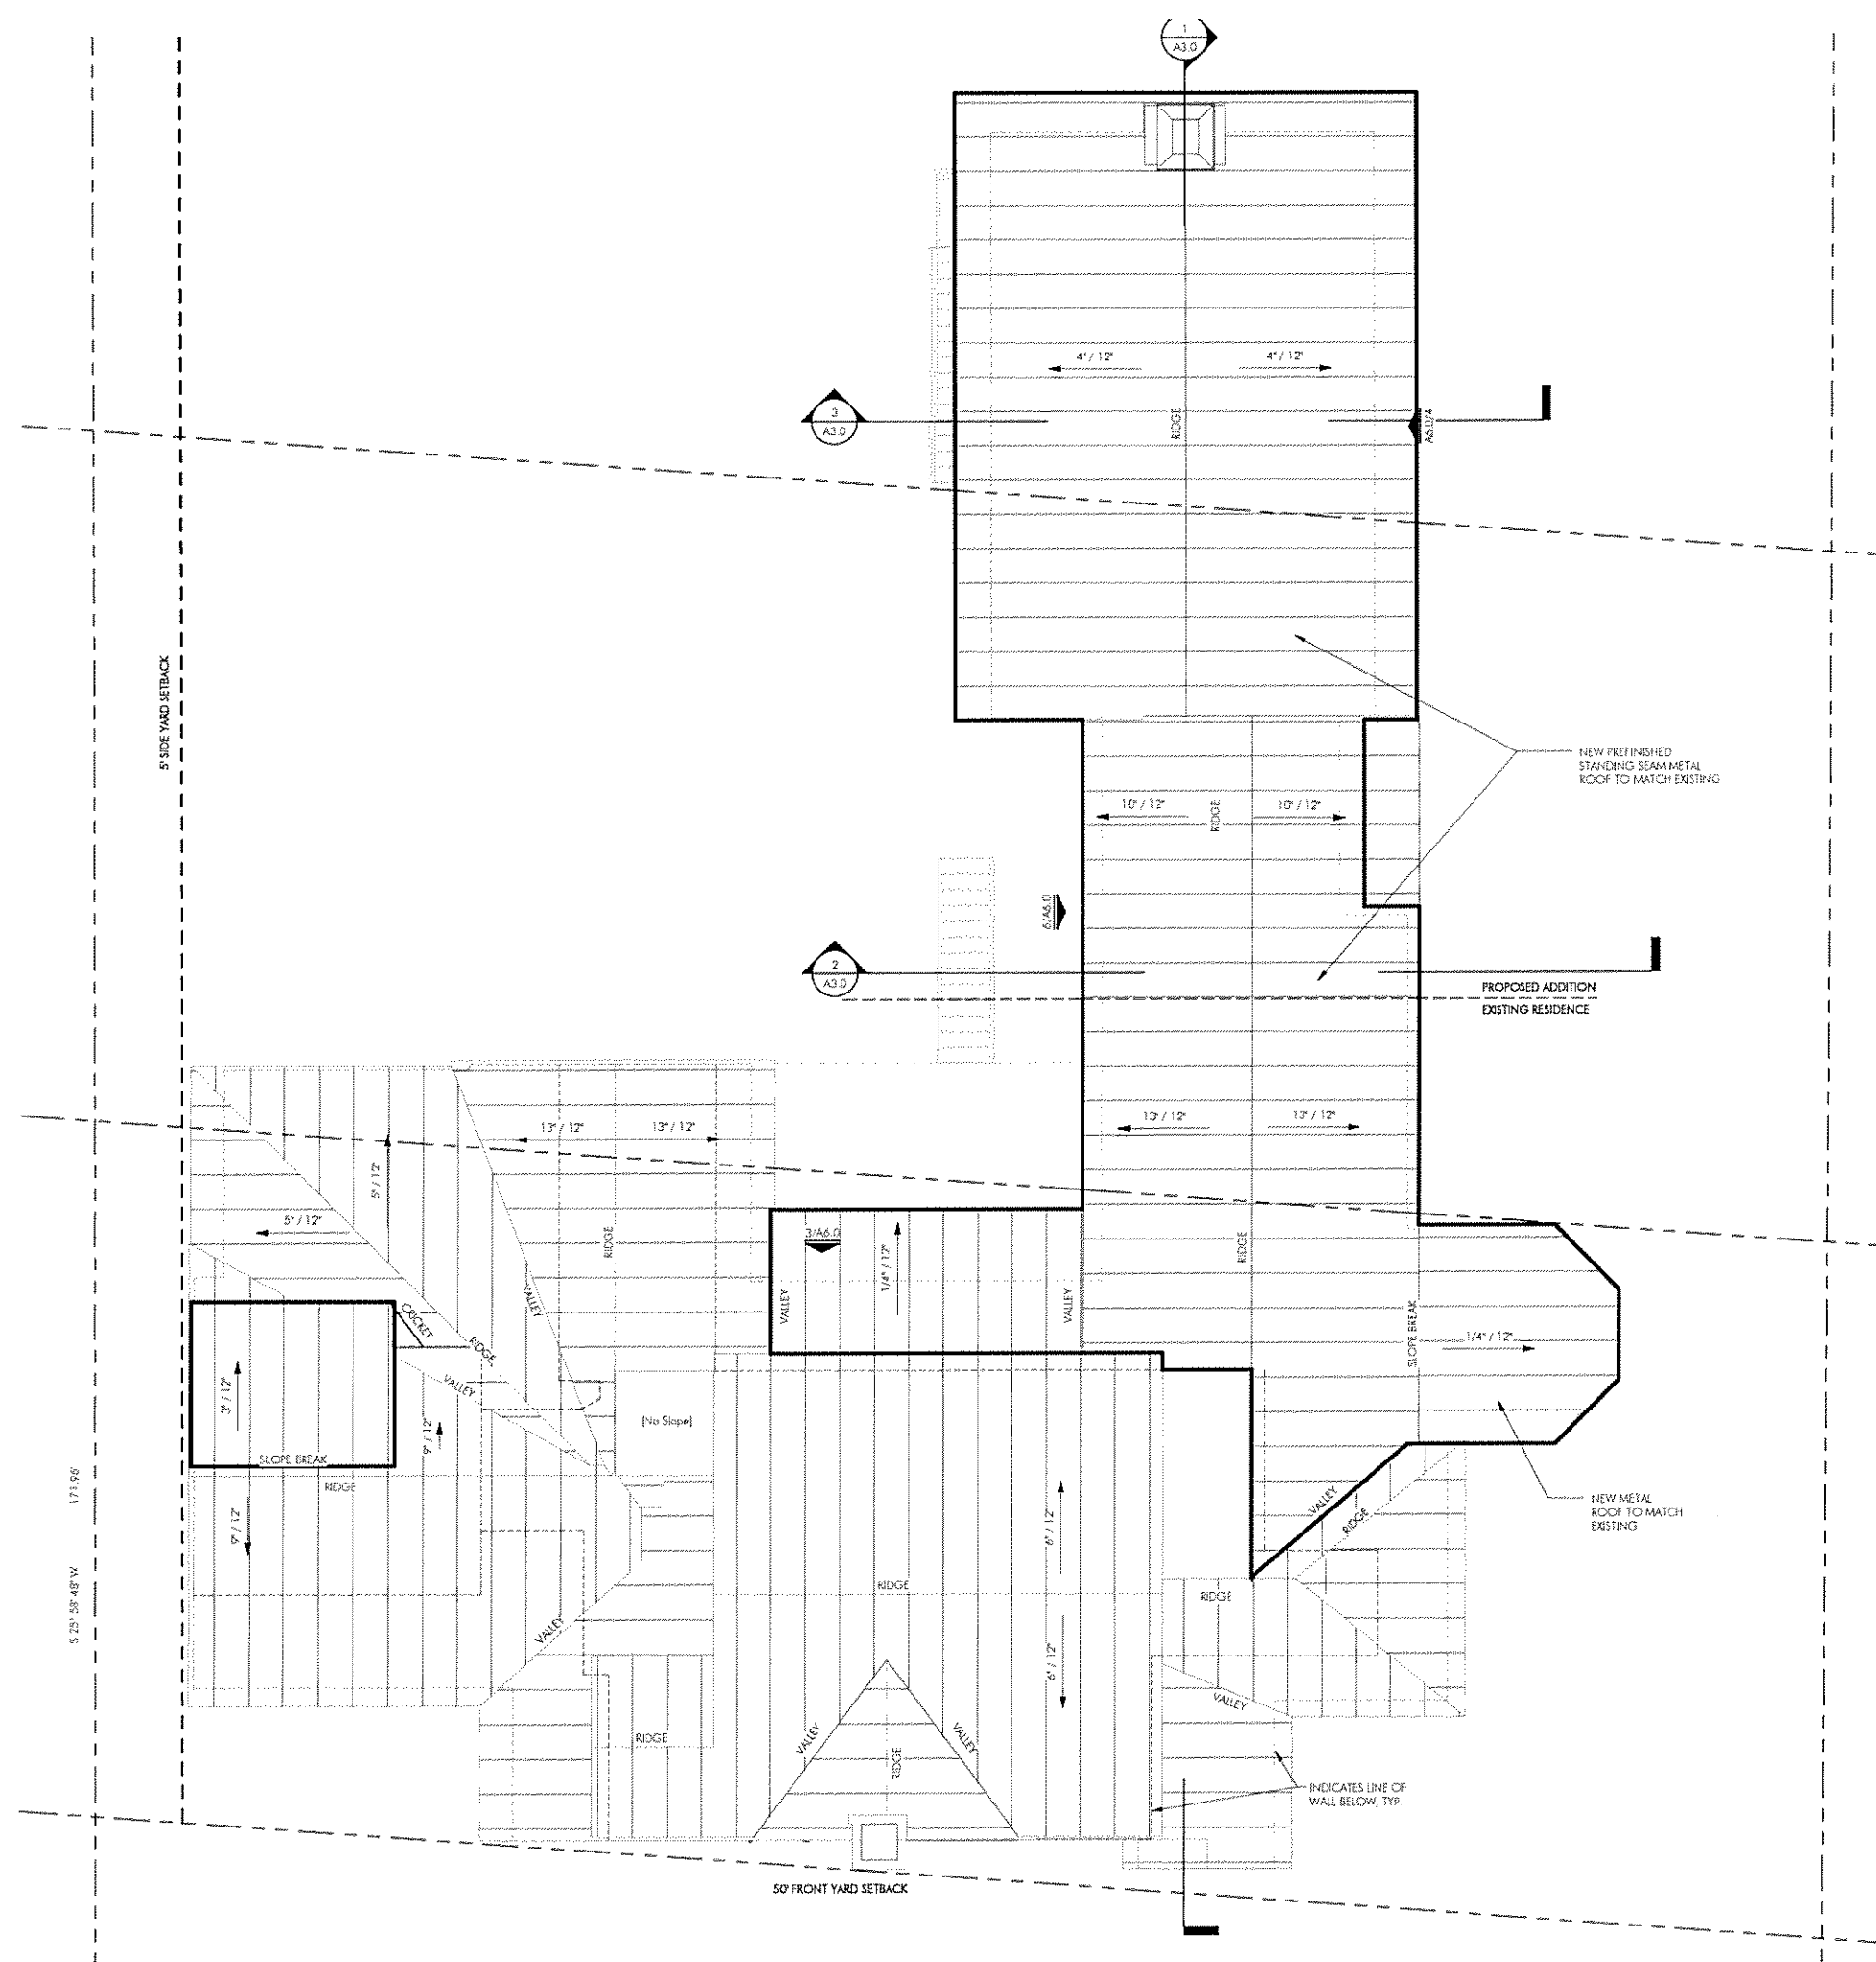 1
A3.0
4" / 12"
4" / 12"
3
A3.0
RIDGE
A6.0/4
5' SIDE YARD SETBACK
NEW PREFINISHED
STANDING SEAM METAL
ROOF TO MATCH EXISTING
10" / 12"
RIDGE
10" / 12"
6/A6.0
2
A3.0
PROPOSED ADDITION
EXISTING RESIDENCE
13" / 12"
13" / 12"
13" / 12"
13" / 12"
5" / 12"
5" / 12"
RIDGE
3/A6.0
1/4" / 12"
RIDGE
VALLEY
VALLEY
VALLEY
CRICKET
RIDGE
VALLEY
SLOPE BREAK
1/4" / 12"
3" / 12"
9" / 12"
[No Slope]
SLOPE BREAK
RIDGE
9" / 12"
VALLEY
RIDGE
NEW METAL
ROOF TO MATCH
EXISTING
6" / 12"
RIDGE
RIDGE
6" / 12"
VALLEY
VALLEY
RIDGE
VALLEY
RIDGE
VALLEY
INDICATES LINE OF
WALL BELOW, TYP.
50' FRONT YARD SETBACK